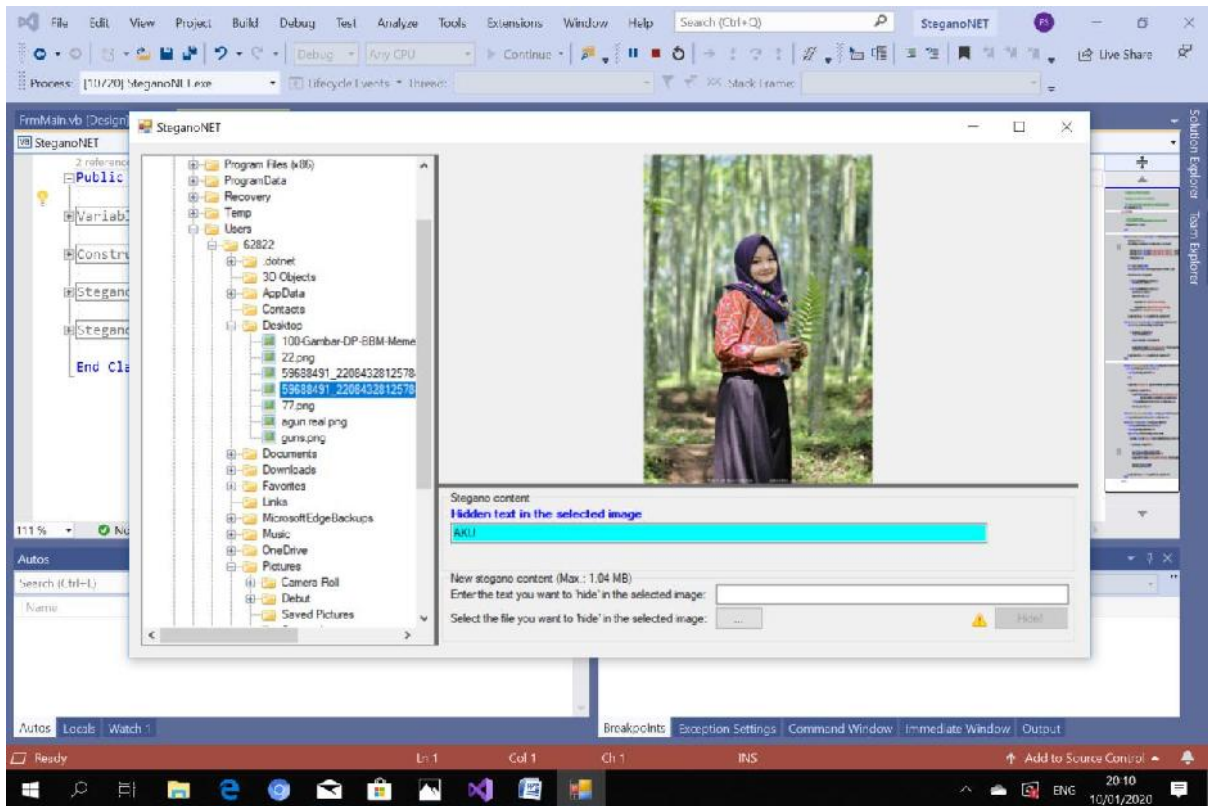 File Edit View Project Build Debug Test Analyze Tools Extensions Window Help Search (Ctrl+Q) SteganoNET PS
Debug Any CPU Continue Live Share
Process: [10720] SteganoNET.exe Lifecycle Events Thread: Stack Frame:
FrmMain.vb [Design]
SteganoNET
SteganoNET
2 reference
Public
Variabl
Constru
Stegano
Stegano
End Cla
Program Files (x86)
ProgramData
Recovery
Temp
Users
62822
.dotnet
3D Objects
AppData
Contacts
Desktop
100-Gambar-DP-BBM-Meme
22.png
59688491_2208432812578
59688491_2208432812578
77.png
agun real.png
guns.png
Documents
Downloads
Favorites
Links
MicrosoftEdgeBackups
Music
OneDrive
Pictures
Camera Roll
Debut
Saved Pictures
Stegano content
Hidden text in the selected image
AKU
New stegano content (Max.: 1.04 MB)
Enter the text you want to 'hide' in the selected image:
Select the file you want to 'hide' in the selected image: ... Hide!
Solution Explorer
Team Explorer
111 % No
Autos
Search (Ctrl+E)
Name
Autos Locals Watch 1
Breakpoints Exception Settings Command Window Immediate Window Output
Ready Ln 1 Col 1 Ch 1 INS Add to Source Control
ENG 20:10
10/01/2020